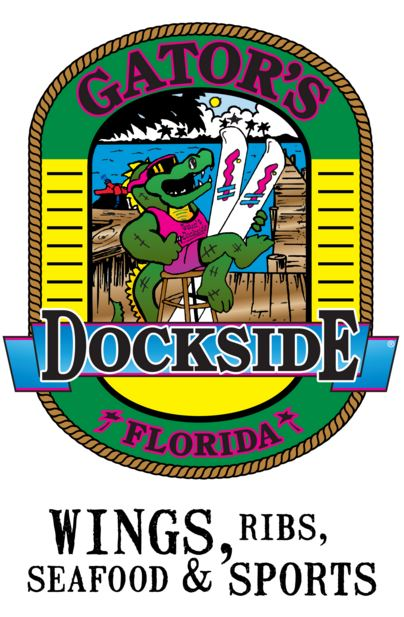 GATOR'S
DOCKSIDE®
FLORIDA
WINGS, RIBS,
SEAFOOD & SPORTS